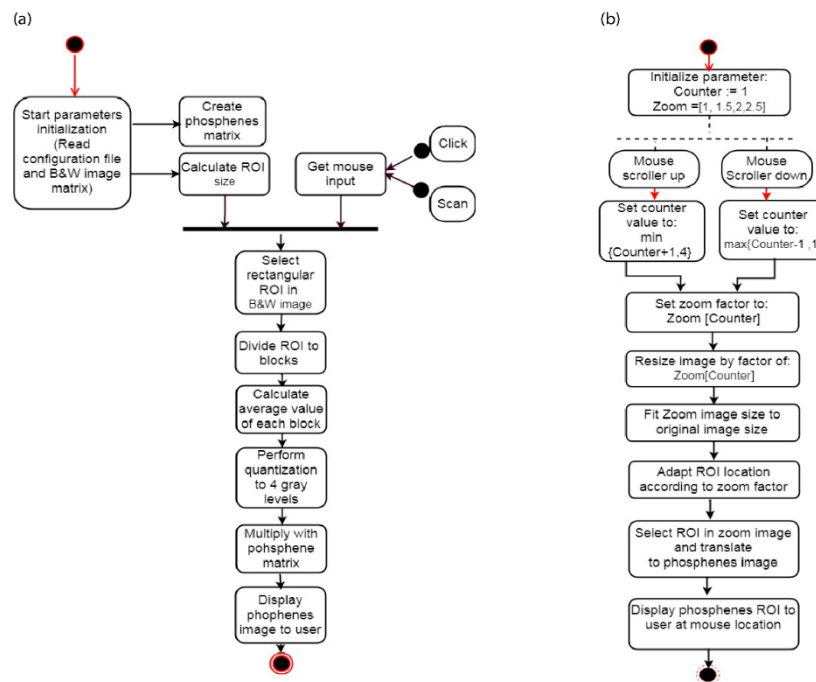 (a)
Start parameters
initialization
(Read
configuration file
and B&W image
matrix)
Create
phosphenes
matrix
Calculate ROI
size
Get mouse
input
Click
Scan
Select
rectangular
ROI in
B&W image
Divide ROI to
blocks
Calculate
average value
of each block
Perform
quantization
to 4 gray
levels
Multiply with
pohsphene
matrix
Display
phophenes
image to user
(b)
Initialize parameter:
Counter := 1
Zoom =[1, 1.5,2,2.5]
Mouse
scroller up
Mouse
Scroller down
Set counter
value to:
min
{Counter+1,4}
Set counter
value to:
max{Counter-1 ,1
Set zoom factor to:
Zoom [Counter]
Resize image by factor of:
Zoom[Counter]
Fit Zoom image size to
original image size
Adapt ROI location
according to zoom factor
Select ROI in zoom image
and translate
to phosphenes image
Display phosphenes ROI to
user at mouse location